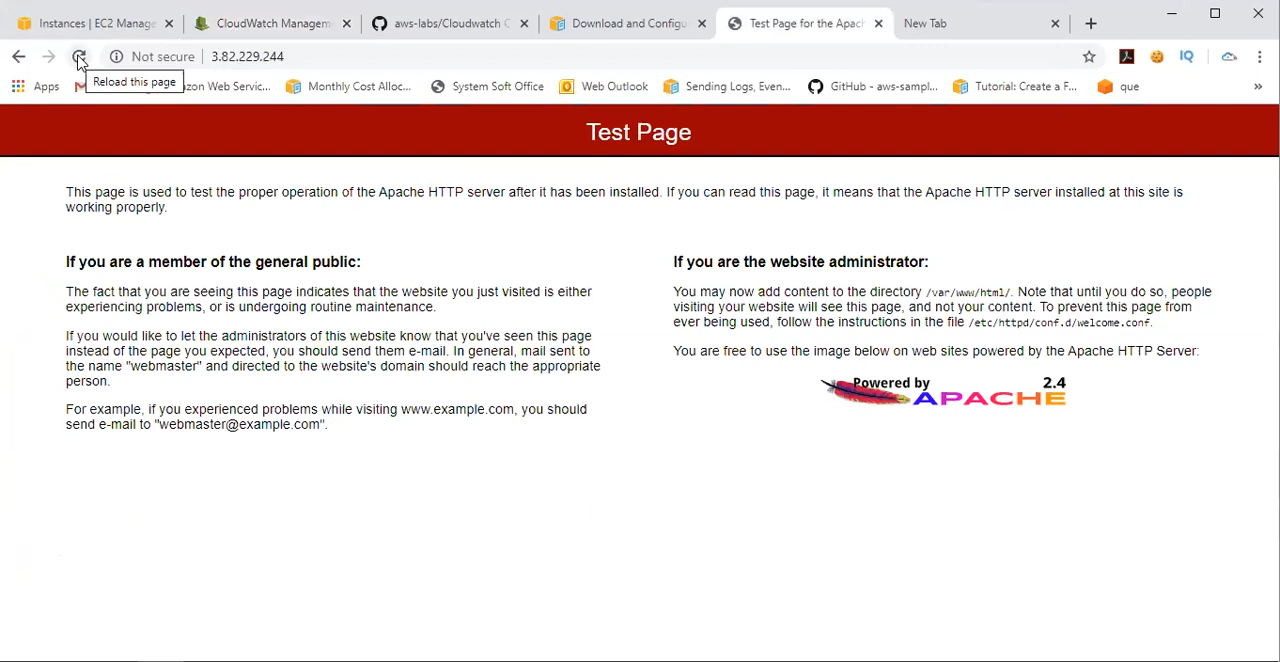 Instances | EC2 Manage
CloudWatch Managem
aws-labs/Cloudwatch C
Download and Configu
Test Page for the Apach
New Tab
Not secure
3.82.229.244
Reload this page
Apps
zon Web Servic...
Monthly Cost Alloc...
System Soft Office
Web Outlook
Sending Logs, Even...
GitHub - aws-sampl...
Tutorial: Create a F...
que
»
Test Page
This page is used to test the proper operation of the Apache HTTP server after it has been installed. If you can read this page, it means that the Apache HTTP server installed at this site is
working properly.
If you are a member of the general public:
The fact that you are seeing this page indicates that the website you just visited is either
experiencing problems, or is undergoing routine maintenance.
If you would like to let the administrators of this website know that you've seen this page
instead of the page you expected, you should send them e-mail. In general, mail sent to
the name "webmaster" and directed to the website's domain should reach the appropriate
person.
For example, if you experienced problems while visiting www.example.com, you should
send e-mail to "webmaster@example.com".
If you are the website administrator:
You may now add content to the directory /var/www/html/. Note that until you do so, people
visiting your website will see this page, and not your content. To prevent this page from
ever being used, follow the instructions in the file /etc/httpd/conf.d/welcome.conf.
You are free to use the image below on web sites powered by the Apache HTTP Server:
Powered by 2.4
APACHE